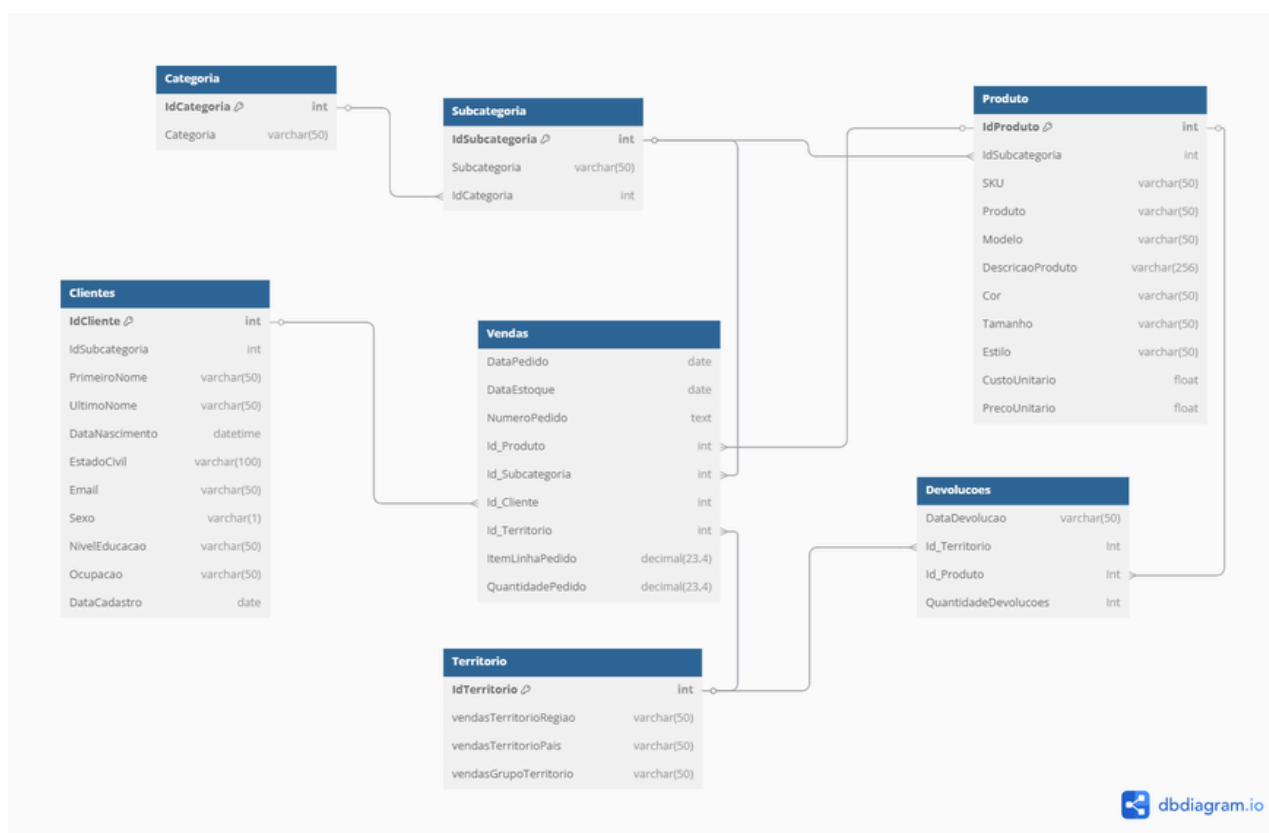 Categoria
IdCategoria int
Categoria varchar(50)
Subcategoria
IdSubcategoria int
Subcategoria varchar(50)
IdCategoria int
Produto
IdProduto int
IdSubcategoria int
SKU varchar(50)
Produto varchar(50)
Modelo varchar(50)
DescricaoProduto varchar(256)
Cor varchar(50)
Tamanho varchar(50)
Estilo varchar(50)
CustoUnitario float
PrecoUnitario float
Clientes
IdCliente int
IdSubcategoria int
PrimeiroNome varchar(50)
UltimoNome varchar(50)
DataNascimento datetime
EstadoCivil varchar(100)
Email varchar(50)
Sexo varchar(1)
NivelEducacao varchar(50)
Ocupacao varchar(50)
DataCadastro date
Vendas
DataPedido date
DataEstoque date
NumeroPedido text
Id_Produto int
Id_Subcategoria int
Id_Cliente int
Id_Territorio int
ItemLinhaPedido decimal(23,4)
QuantidadePedido decimal(23,4)
Devolucoes
DataDevolucao varchar(50)
Id_Territorio Int
Id_Produto Int
QuantidadeDevolucoes Int
Territorio
IdTerritorio int
vendasTerritorioRegiao varchar(50)
vendasTerritorioPais varchar(50)
vendasGrupoTerritorio varchar(50)
dbdiagram.io